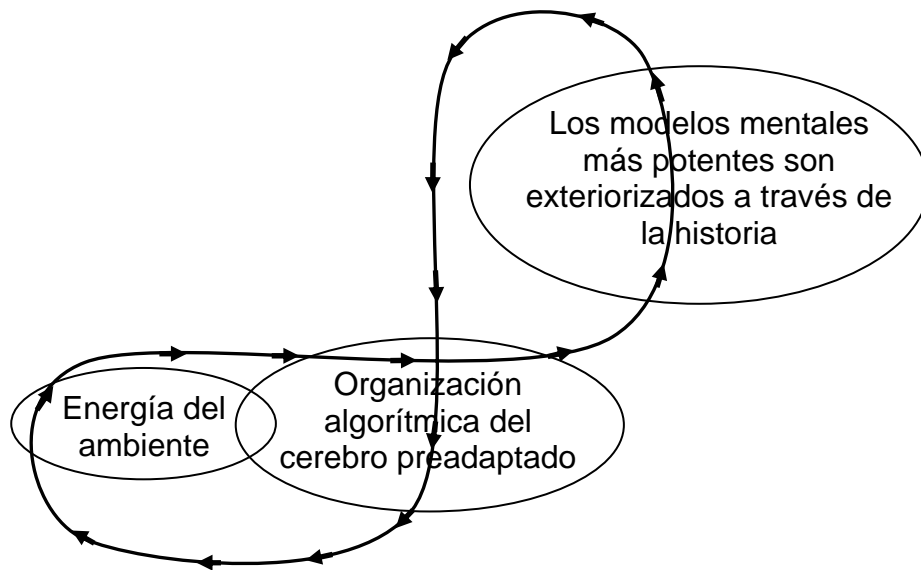 Los modelos mentales
más potentes son
exteriorizados a través de
la historia
Organización
algorítmica del
cerebro preadaptado
Energía del
ambiente